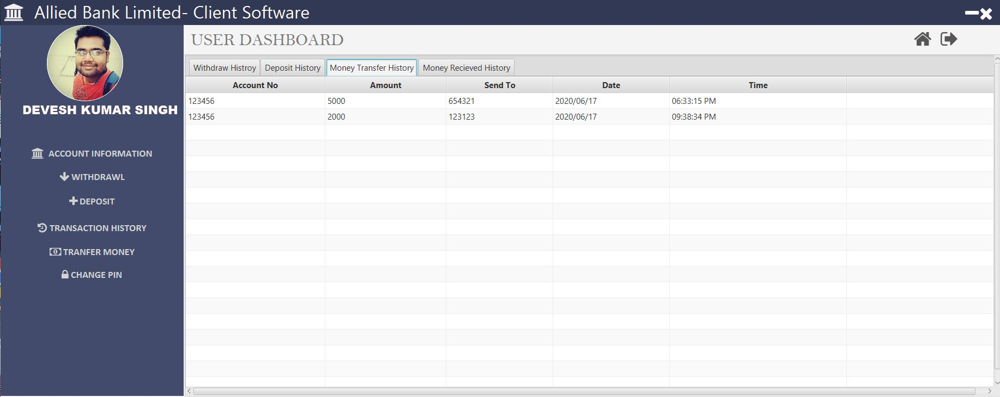 Allied Bank Limited- Client Software
DEVESH KUMAR SINGH
ACCOUNT INFORMATION
WITHDRAWL
DEPOSIT
TRANSACTION HISTORY
TRANFER MONEY
CHANGE PIN
USER DASHBOARD
Withdraw Histroy Deposit History Money Transfer History Money Recieved History
Account No Amount Send To Date Time
123456 5000 654321 2020/06/17 06:33:15 PM
123456 2000 123123 2020/06/17 09:38:34 PM